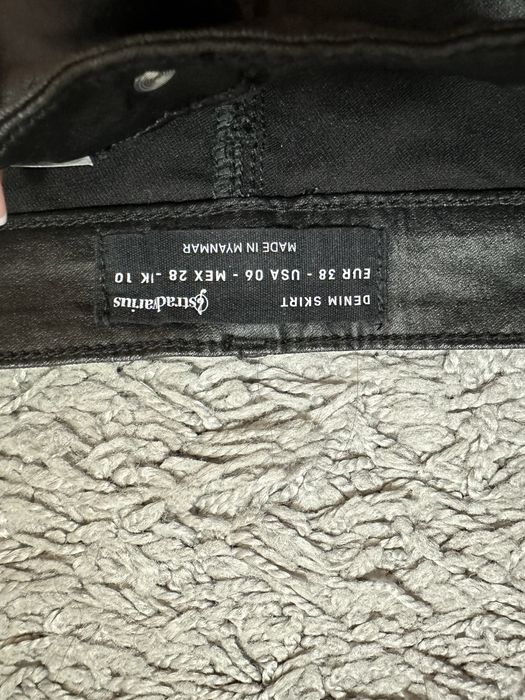 DENIM SKIRT
Stradivarius
EUR 38 - USA 06 - MEX 28 - UK 10
MADE IN MYANMAR